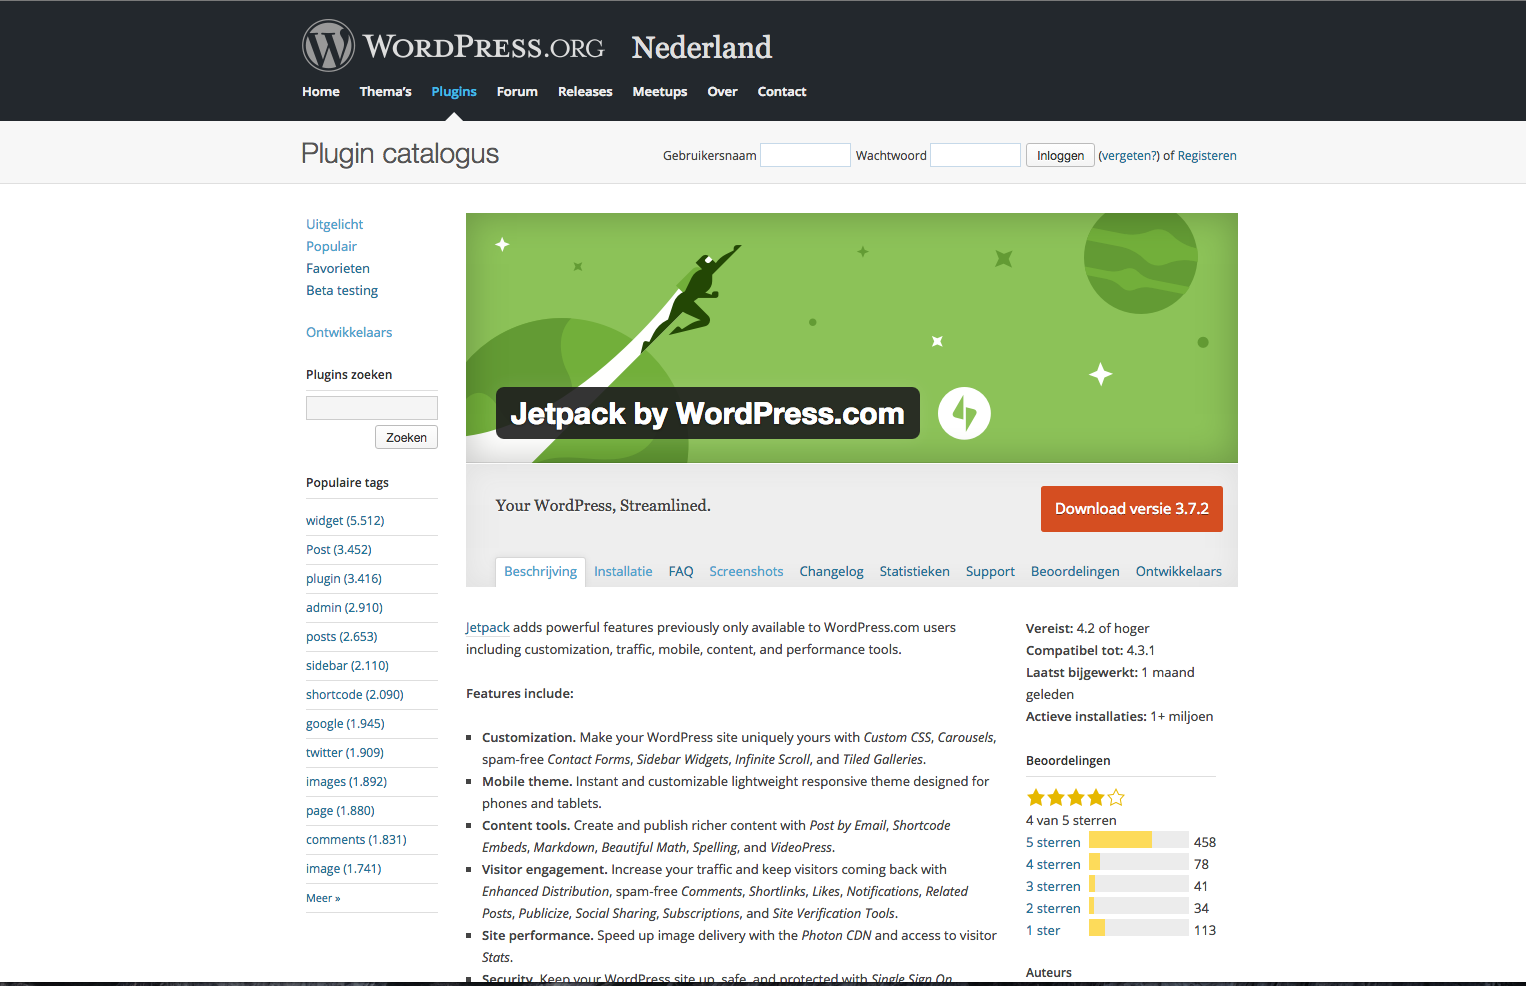 WORDPRESS.ORG Nederland
Home Thema's Plugins Forum Releases Meetups Over Contact
Plugin catalogus
Gebruikersnaam Wachtwoord Inloggen (vergeten?) of Registeren
Uitgelicht
Populair
Favorieten
Beta testing
Ontwikkelaars
Plugins zoeken
Zoeken
Populaire tags
widget (5.512)
Post (3.452)
plugin (3.416)
admin (2.910)
posts (2.653)
sidebar (2.110)
shortcode (2.090)
google (1.945)
twitter (1.909)
images (1.892)
page (1.880)
comments (1.831)
image (1.741)
Meer »
Jetpack by WordPress.com
Your WordPress, Streamlined.
Download versie 3.7.2
Beschrijving Installatie FAQ Screenshots Changelog Statistieken Support Beoordelingen Ontwikkelaars
Jetpack adds powerful features previously only available to WordPress.com users
including customization, traffic, mobile, content, and performance tools.
Features include:
Customization. Make your WordPress site uniquely yours with Custom CSS, Carousels,
spam-free Contact Forms, Sidebar Widgets, Infinite Scroll, and Tiled Galleries.
Mobile theme. Instant and customizable lightweight responsive theme designed for
phones and tablets.
Content tools. Create and publish richer content with Post by Email, Shortcode
Embeds, Markdown, Beautiful Math, Spelling, and VideoPress.
Visitor engagement. Increase your traffic and keep visitors coming back with
Enhanced Distribution, spam-free Comments, Shortlinks, Likes, Notifications, Related
Posts, Publicize, Social Sharing, Subscriptions, and Site Verification Tools.
Site performance. Speed up image delivery with the Photon CDN and access to visitor
Stats.
Security. Keep your WordPress site up, safe, and protected with Single Sign On,
Vereist: 4.2 of hoger
Compatibel tot: 4.3.1
Laatst bijgewerkt: 1 maand
geleden
Actieve installaties: 1+ miljoen
Beoordelingen
4 van 5 sterren
5 sterren 458
4 sterren 78
3 sterren 41
2 sterren 34
1 ster 113
Auteurs